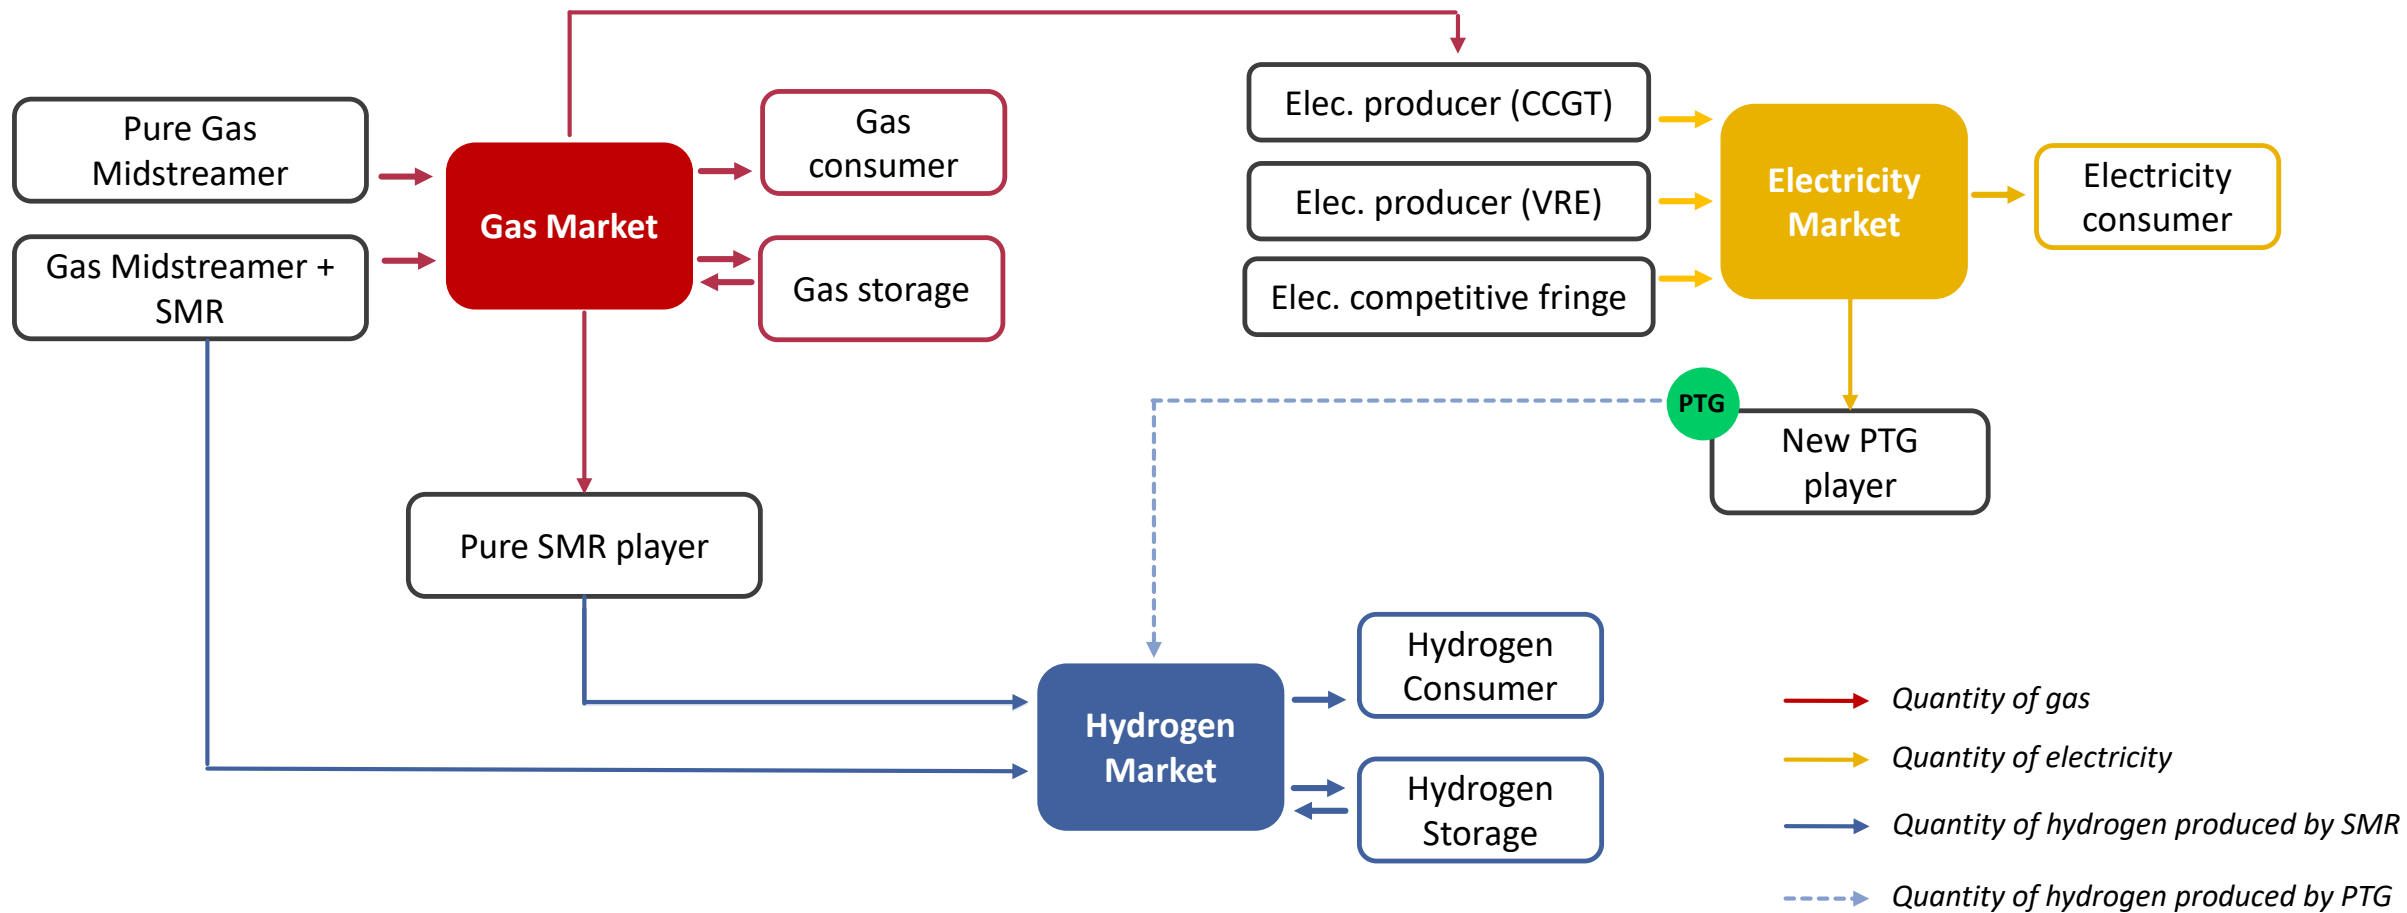 Pure Gas
Midstreamer
Gas Midstreamer +
SMR
Gas Market
Gas
consumer
Gas storage
Elec. producer (CCGT)
Elec. producer (VRE)
Elec. competitive fringe
Electricity
Market
Electricity
consumer
PTG
New PTG
player
Pure SMR player
Hydrogen
Market
Hydrogen
Consumer
Hydrogen
Storage
Quantity of gas
Quantity of electricity
Quantity of hydrogen produced by SMR
Quantity of hydrogen produced by PTG